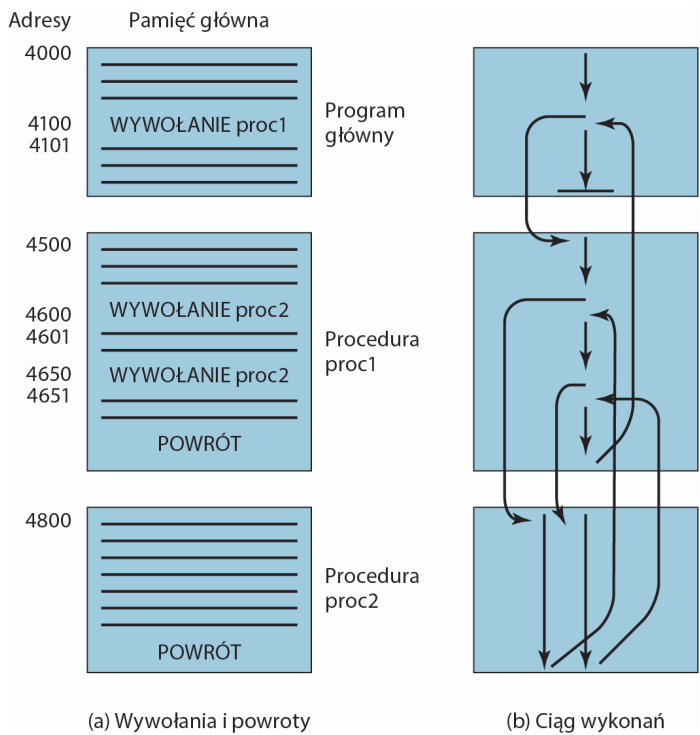 Adresy
Pamięć główna
4000
4100
4101
WYWOŁANIE proc1
Program
główny
4500
4600
4601
4650
4651
WYWOŁANIE proc2
WYWOŁANIE proc2
POWRÓT
Procedura
proc1
4800
POWRÓT
Procedura
proc2
(a) Wywołania i powroty
(b) Ciąg wykonań